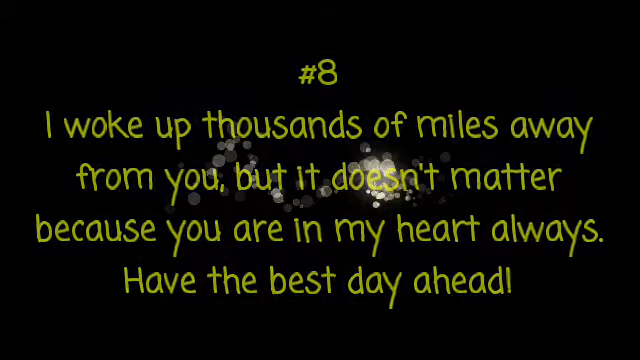 #8
I woke up thousands of miles away
from you, but it doesn't matter
because you are in my heart always.
Have the best day ahead!